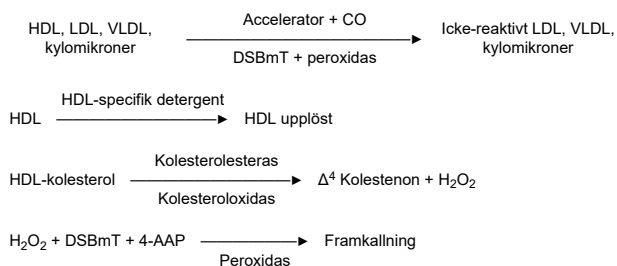 Accelerator + CO
HDL, LDL, VLDL,
kylomikroner
Icke-reaktivt LDL, VLDL,
kylomikroner
DSBmT + peroxidas
HDL-specifik detergent
HDL
HDL upplöst
Kolesterolesteras
HDL-kolesterol
Δ⁴ Kolestenon + H₂O₂
Kolesteroloxidas
H₂O₂ + DSBmT + 4-AAP
Framkallning
Peroxidas